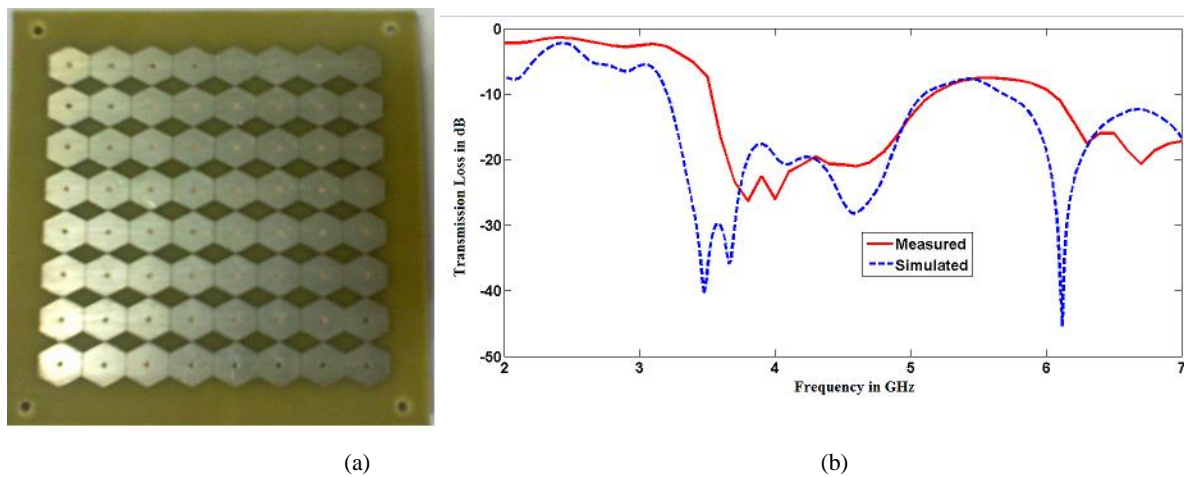 0
-10
-20
-30
-40
-50
Transmission Loss in dB
Measured
Simulated
2
3
4
5
6
7
Frequency in GHz
(a)
(b)